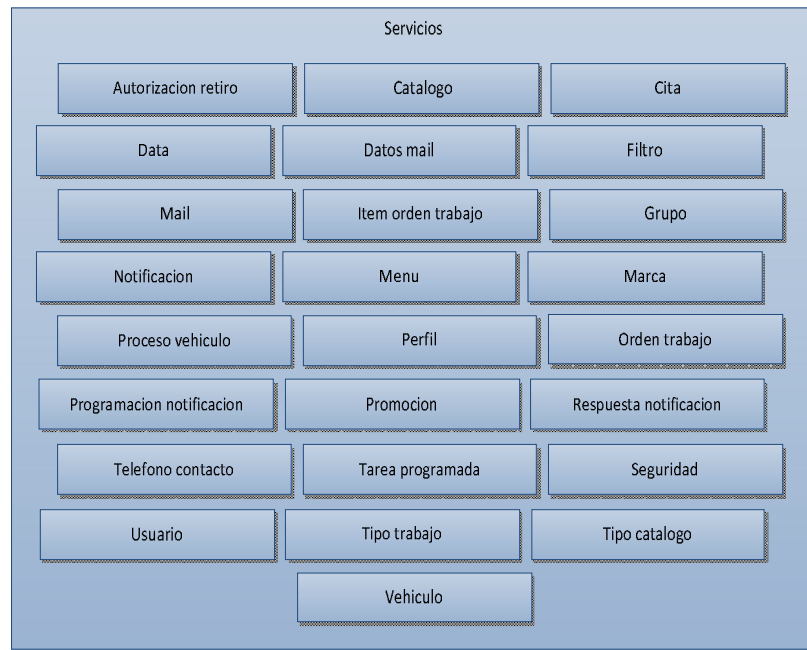 Servicios
Autorizacion retiro
Catalogo
Cita
Data
Datos mail
Filtro
Mail
Item orden trabajo
Grupo
Notificacion
Menu
Marca
Proceso vehiculo
Perfil
Orden trabajo
Programacion notificacion
Promocion
Respuesta notificacion
Telefono contacto
Tarea programada
Seguridad
Usuario
Tipo trabajo
Tipo catalogo
Vehiculo